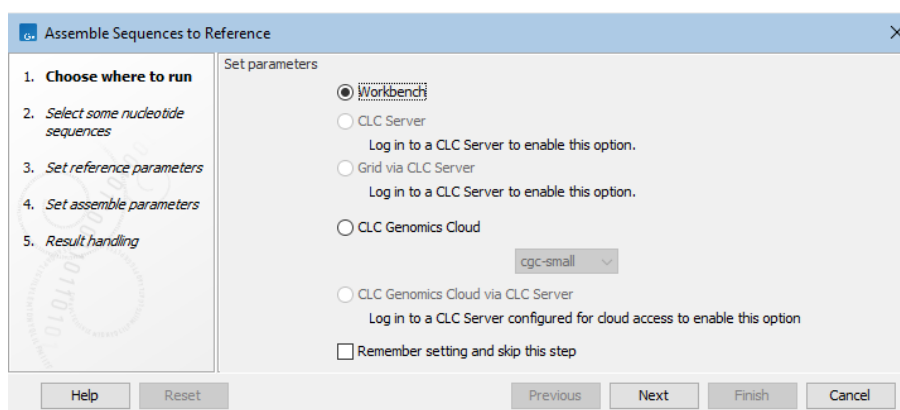 Assemble Sequences to Reference
1. Choose where to run
2. Select some nucleotide
sequences
3. Set reference parameters
4. Set assemble parameters
5. Result handling
Set parameters
Workbench
CLC Server
Log in to a CLC Server to enable this option.
Grid via CLC Server
Log in to a CLC Server to enable this option.
CLC Genomics Cloud
cgc-small
CLC Genomics Cloud via CLC Server
Log in to a CLC Server configured for cloud access to enable this option
Remember setting and skip this step
Help Reset Previous Next Finish Cancel